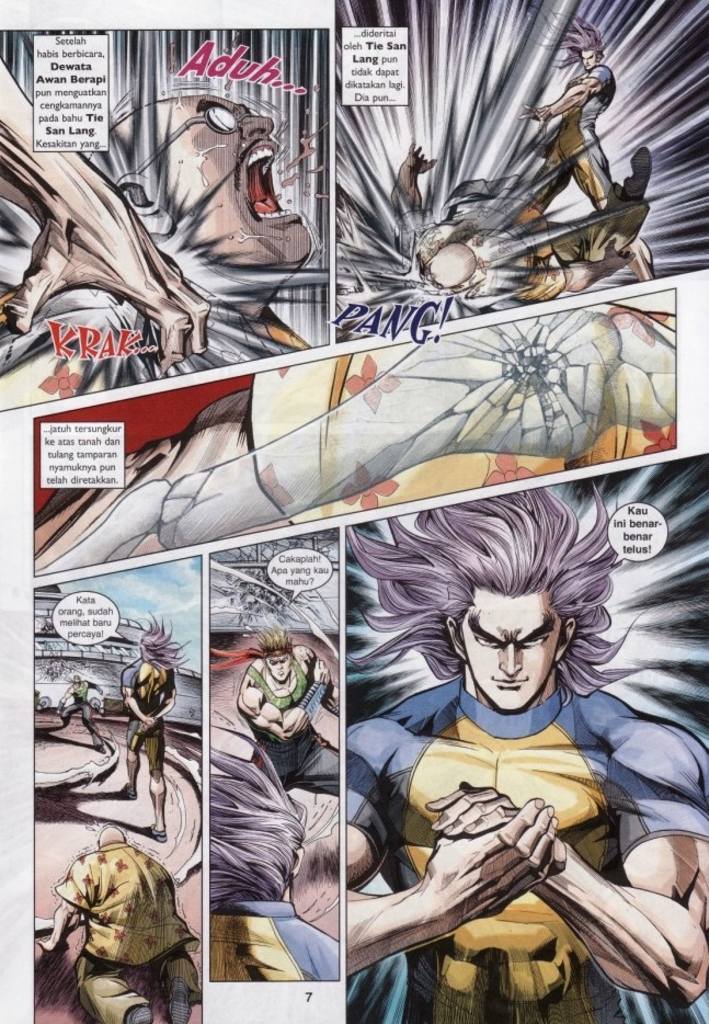 Setelah
habis berbicara,
Dewata
Awan Berapi
pun menguatkan
cengkamannya
pada bahu Tie
San Lang.
Kesakitan yang...
Aduh...
KRAK...
...dideritai
oleh Tie San
Lang pun
tidak dapat
dikatakan lagi.
Dia pun...
PANG!
...jatuh tersungkur
ke atas tanah dan
tulang tamparan
nyamuknya pun
telah diretakkan.
Kata
orang, sudah
melihat baru
percaya!
Cakaplah!
Apa yang kau
mahu?
Kau
ini benar-
benar
telus!
7